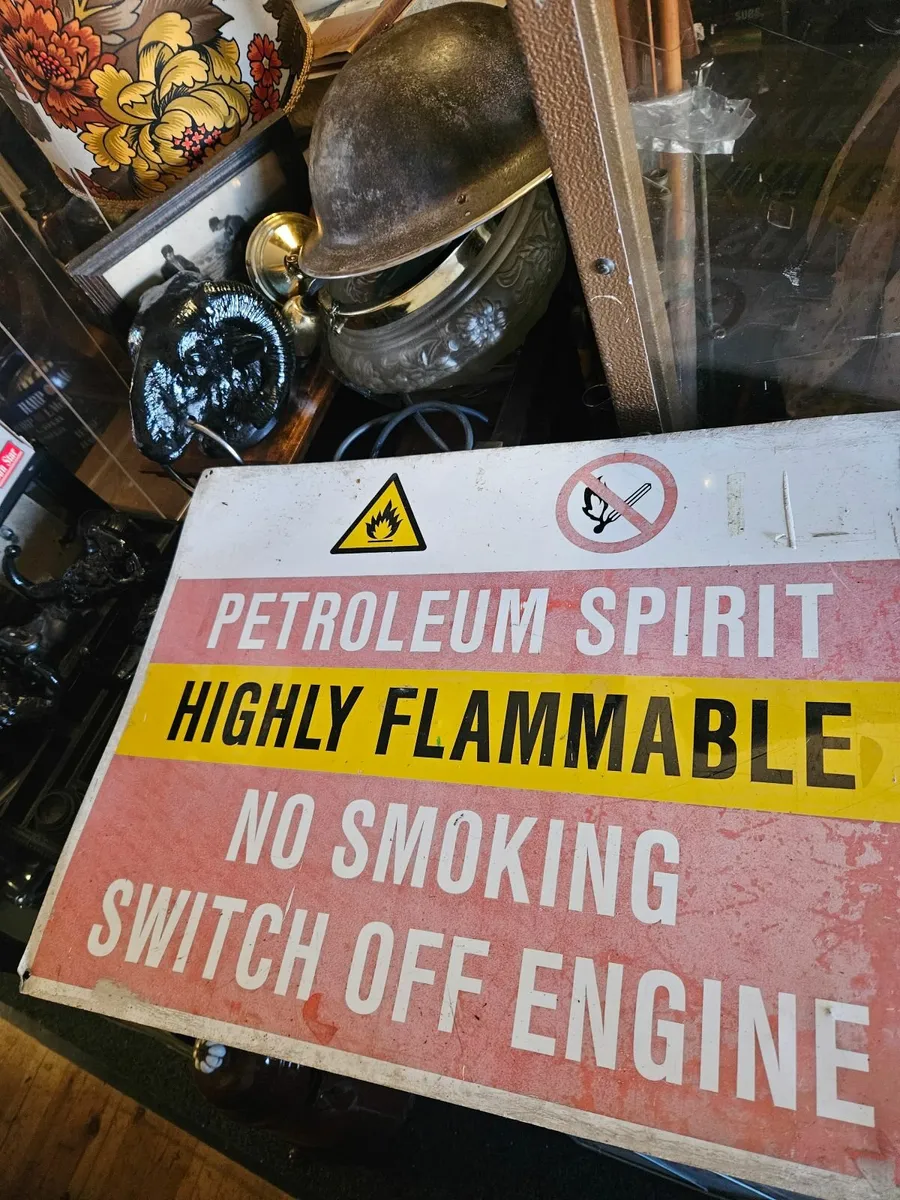 PETROLEUM SPIRIT
HIGHLY FLAMMABLE
NO SMOKING
SWITCH OFF ENGINE